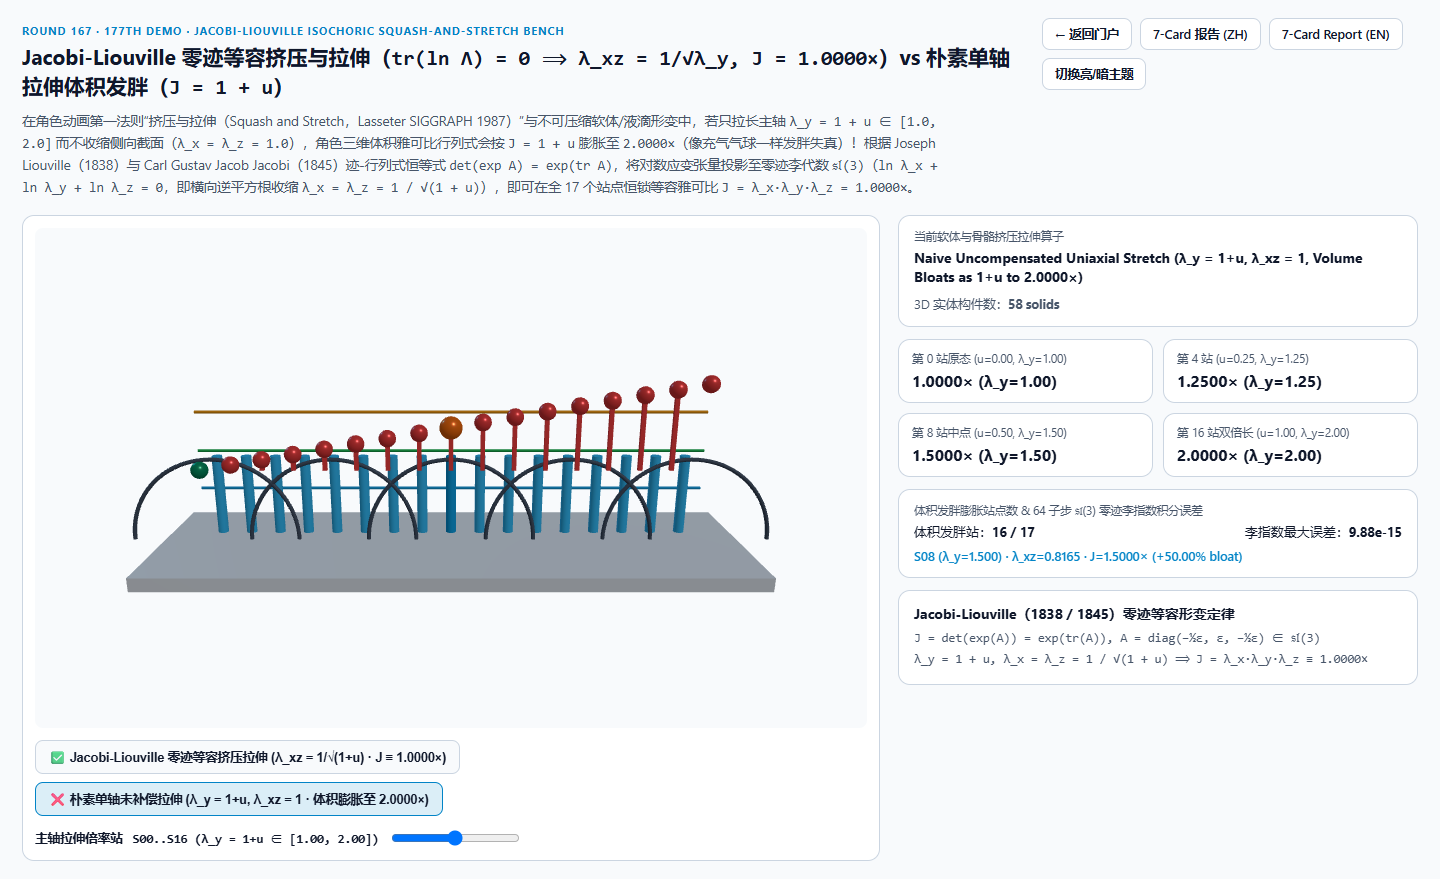 ROUND 167 · 177TH DEMO · JACOBI-LIOUVILLE ISOCHORIC SQUASH-AND-STRETCH BENCH
Jacobi-Liouville 零迹等容挤压与拉伸（tr(ln Λ) = 0 ⟹ λ_xz = 1/√λ_y, J = 1.0000×）vs 朴素单轴
拉伸体积发胖（J = 1 + u）
在角色动画第一法则“挤压与拉伸（Squash and Stretch，Lasseter SIGGRAPH 1987）”与不可压缩软体/液滴形变中，若只拉长主轴 λ_y = 1 + u ∈ [1.0,
2.0] 而不收缩侧向截面（λ_x = λ_z = 1.0），角色三维体积雅可比行列式会按 J = 1 + u 膨胀至 2.0000×（像充气气球一样发胖失真）！根据 Joseph
Liouville（1838）与 Carl Gustav Jacob Jacobi（1845）迹-行列式恒等式 det(exp A) = exp(tr A)，将对数应变张量投影至零迹李代数 𝔰𝔩(3)（ln λ_x +
ln λ_y + ln λ_z = 0，即横向逆平方根收缩 λ_x = λ_z = 1 / √(1 + u)），即可在全 17 个站点恒锁等容雅可比 J = λ_x·λ_y·λ_z = 1.0000×。
← 返回门户
7-Card 报告 (ZH)
7-Card Report (EN)
切换亮/暗主题
✅ Jacobi-Liouville 零迹等容挤压拉伸 (λ_xz = 1/√(1+u) · J ≡ 1.0000×)
❌ 朴素单轴未补偿拉伸 (λ_y = 1+u, λ_xz = 1 · 体积膨胀至 2.0000×)
主轴拉伸倍率站 S00..S16 (λ_y = 1+u ∈ [1.00, 2.00])
当前软体与骨骼挤压拉伸算子
Naive Uncompensated Uniaxial Stretch (λ_y = 1+u, λ_xz = 1, Volume
Bloats as 1+u to 2.0000×)
3D 实体构件数：58 solids
第 0 站原态 (u=0.00, λ_y=1.00)
1.0000× (λ_y=1.00)
第 4 站 (u=0.25, λ_y=1.25)
1.2500× (λ_y=1.25)
第 8 站中点 (u=0.50, λ_y=1.50)
1.5000× (λ_y=1.50)
第 16 站双倍长 (u=1.00, λ_y=2.00)
2.0000× (λ_y=2.00)
体积发胖膨胀站点数 & 64 子步 𝔰𝔩(3) 零迹李指数积分误差
体积发胖站：16 / 17
李指数最大误差：9.88e-15
S08 (λ_y=1.500) · λ_xz=0.8165 · J=1.5000× (+50.00% bloat)
Jacobi-Liouville（1838 / 1845）零迹等容形变定律
J = det(exp(A)) = exp(tr(A)), A = diag(−½ε, ε, −½ε) ∈ 𝔰𝔩(3)
λ_y = 1 + u, λ_x = λ_z = 1 / √(1 + u) ⟹ J = λ_x·λ_y·λ_z ≡ 1.0000×